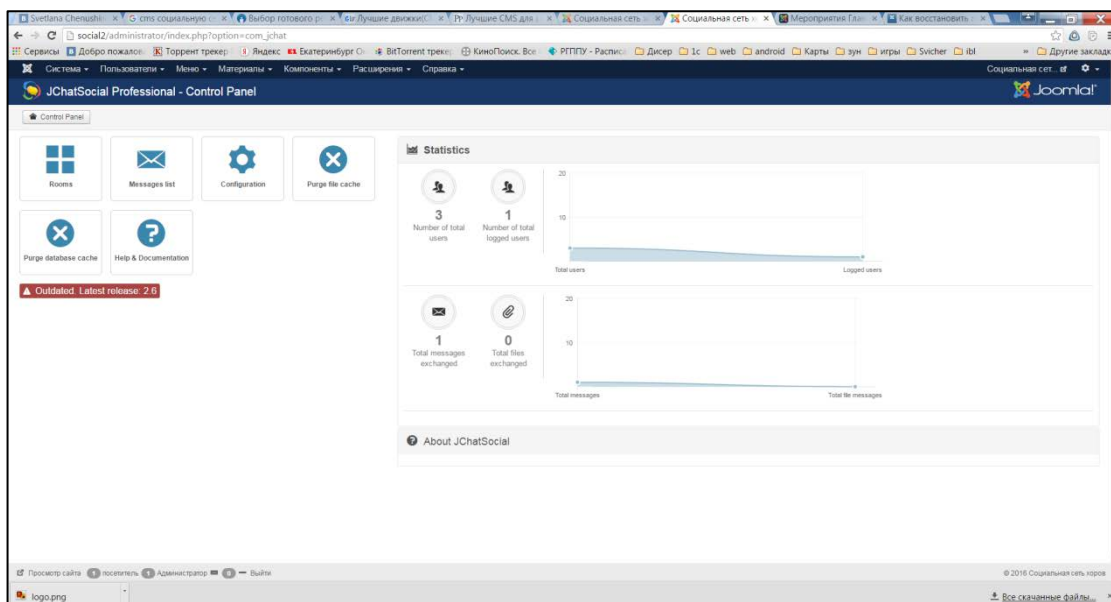 Svetlana Chenushin
cms социальную се
Выбор готового ре
Лучшие движки(C
Лучшие CMS для
Социальная сеть х
Социальная сеть х
Мероприятия Глав
Как восстановить
social2/administrator/index.php?option=com_jchat
Сервисы Добро пожалов Торрент трекер Яндекс Екатеринбург О BitTorrent трекер КиноПоиск. Все РГППУ - Расписа Дисер 1с web android Карты зун игры Svicher ibl » Другие закладк
Система Пользователи Меню Материалы Компоненты Расширения Справка Социальная сет...
JChatSocial Professional - Control Panel Joomla!
Control Panel
Rooms Messages list Configuration Purge file cache
Purge database cache Help & Documentation
Outdated. Latest release: 2.6
Statistics
3 1
Number of total users Number of total logged users
20
10
Total users Logged users
1 0
Total messages exchanged Total files exchanged
20
10
Total messages Total file messages
About JChatSocial
Просмотр сайта 1 посетитель 1 Администратор 0 Выйти © 2016 Социальная сеть хоров
logo.png Все скачанные файлы...